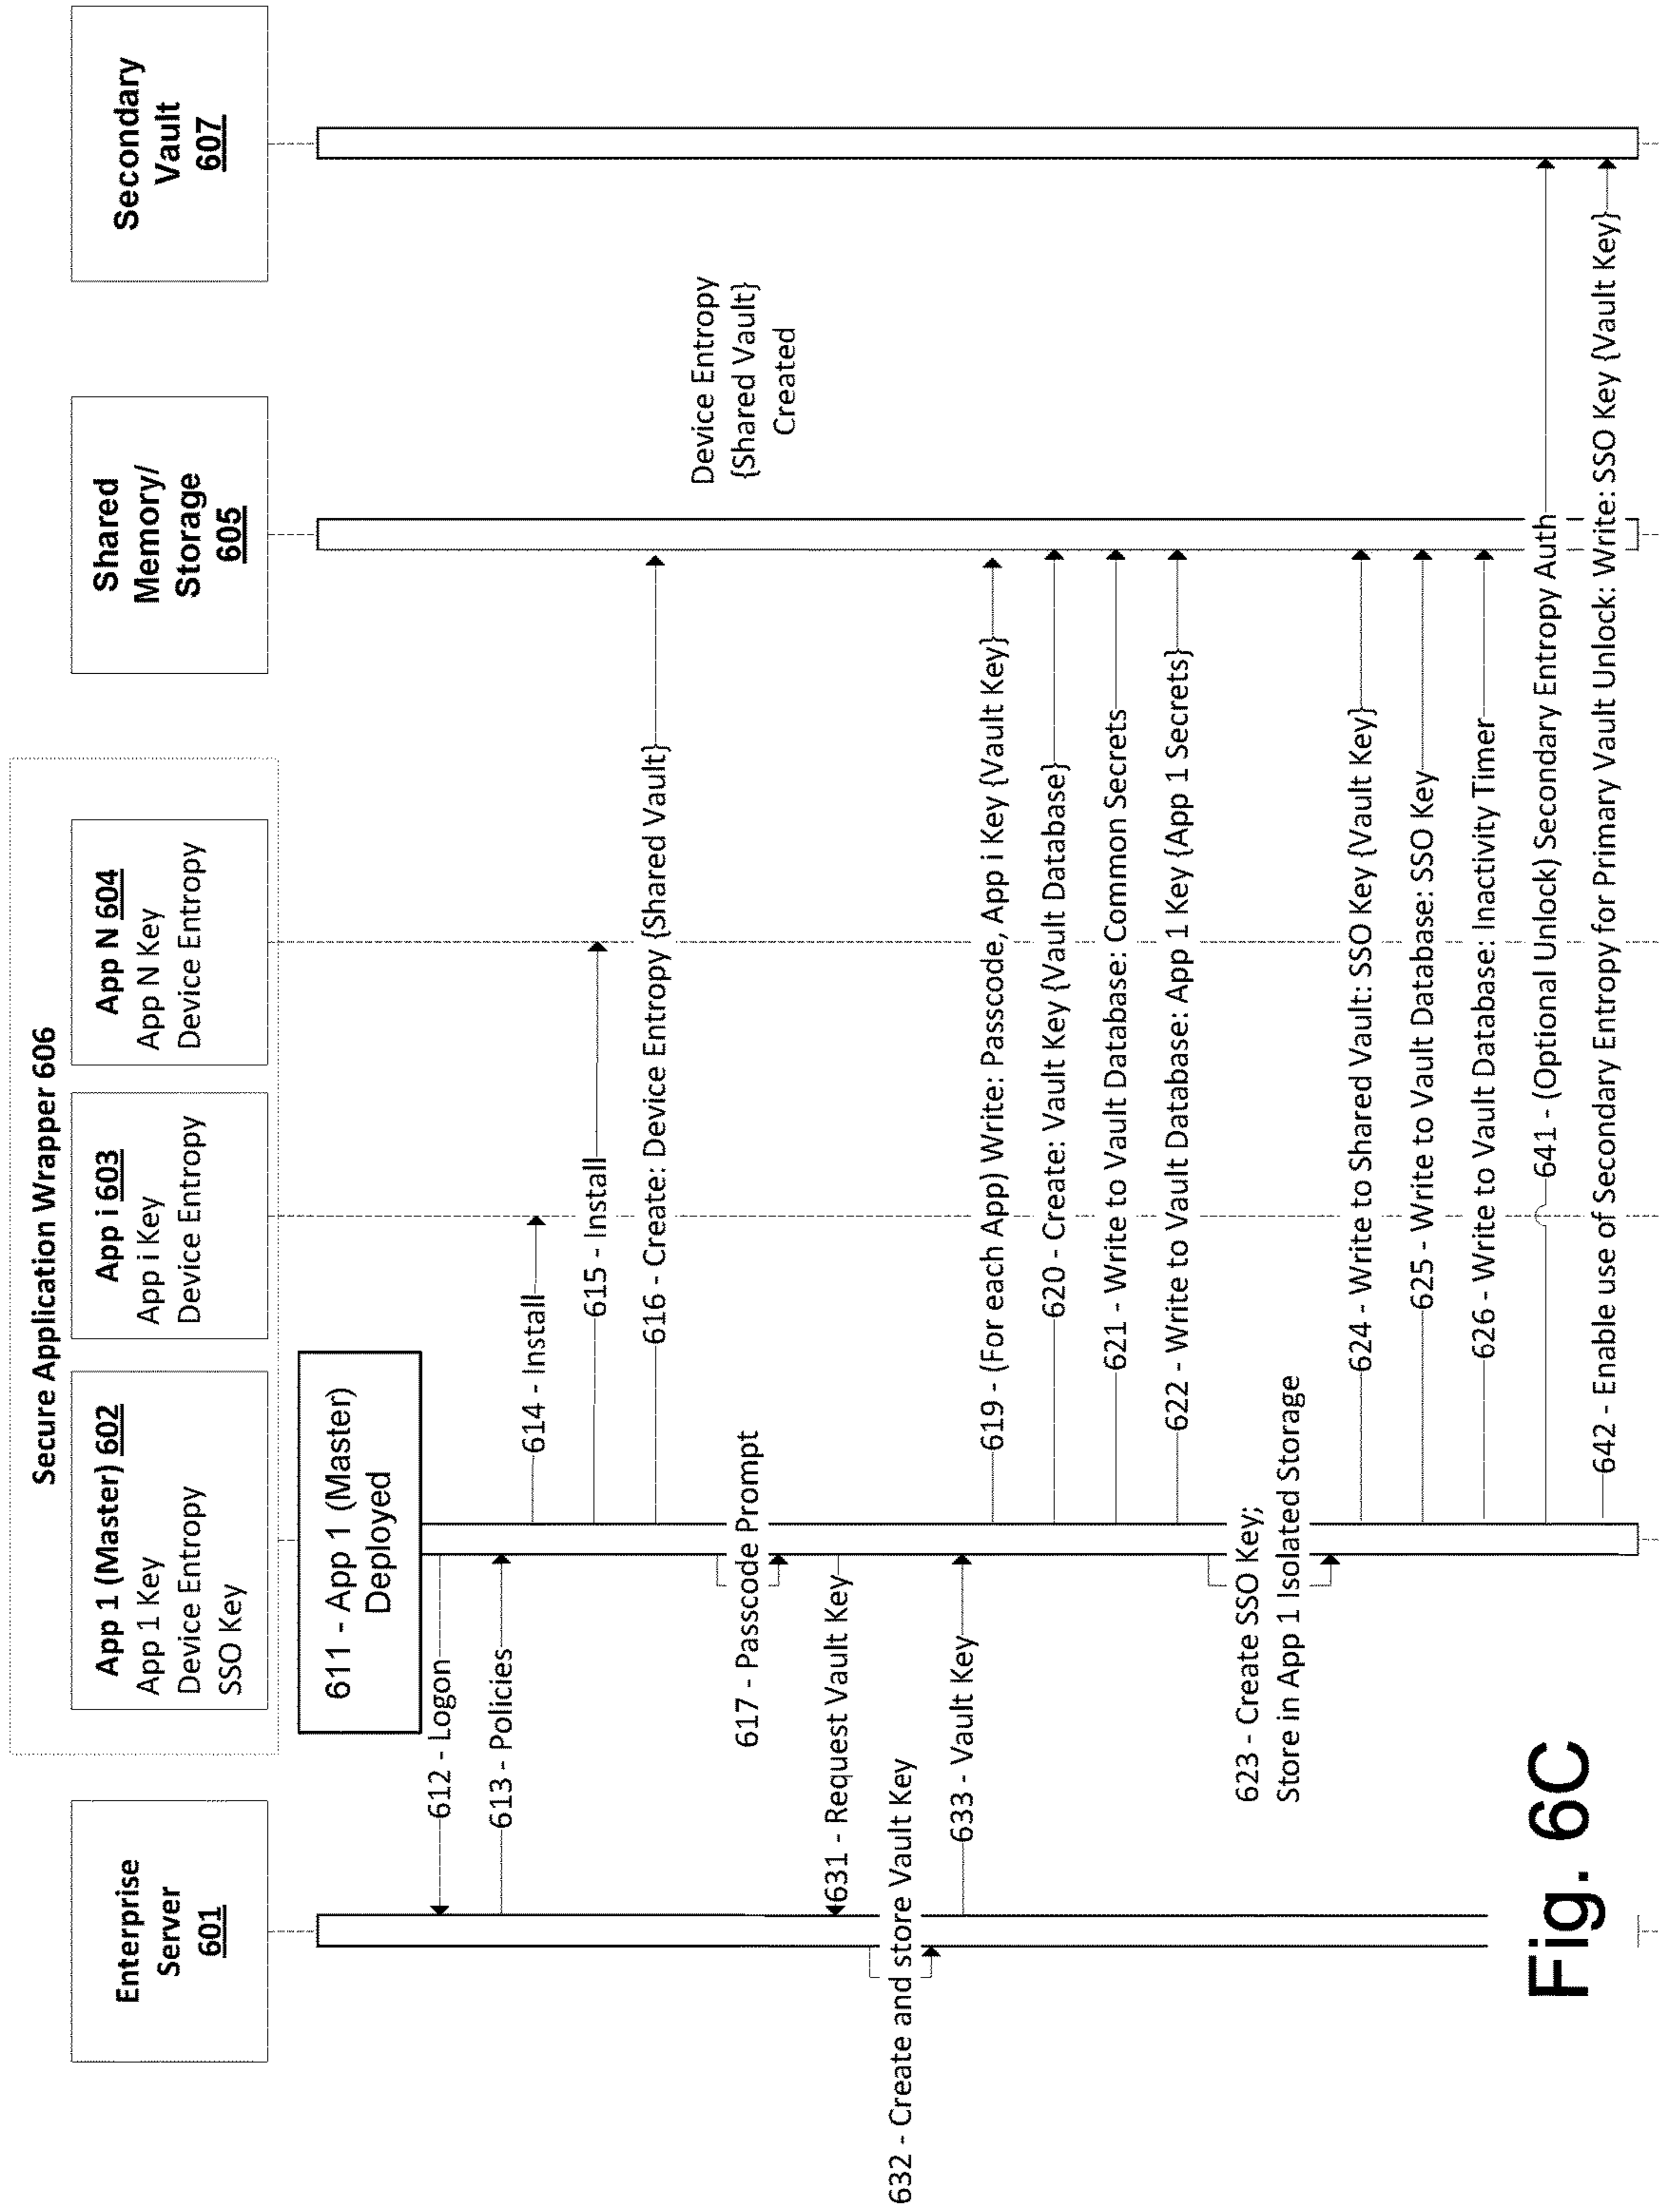 Secure Application Wrapper 606
Enterprise
Server
601
App 1 (Master) 602
App 1 Key
Device Entropy
SSO Key
App i 603
App i Key
Device Entropy
App N 604
App N Key
Device Entropy
Shared
Memory/
Storage
605
Secondary
Vault
607
611 - App 1 (Master)
Deployed
612 - Logon
613 - Policies
614 - Install
615 - Install
616 - Create: Device Entropy {Shared Vault}
Device Entropy
{Shared Vault}
Created
617 - Passcode Prompt
631 - Request Vault Key
632 - Create and store Vault Key
633 - Vault Key
619 - (For each App) Write: Passcode, App i Key {Vault Key}
620 - Create: Vault Key {Vault Database}
621 - Write to Vault Database: Common Secrets
622 - Write to Vault Database: App 1 Key {App 1 Secrets}
623 - Create SSO Key;
Store in App 1 Isolated Storage
624 - Write to Shared Vault: SSO Key {Vault Key}
625 - Write to Vault Database: SSO Key
626 - Write to Vault Database: Inactivity Timer
641 - (Optional Unlock) Secondary Entropy Auth
642 - Enable use of Secondary Entropy for Primary Vault Unlock: Write: SSO Key {Vault Key}
Fig. 6C